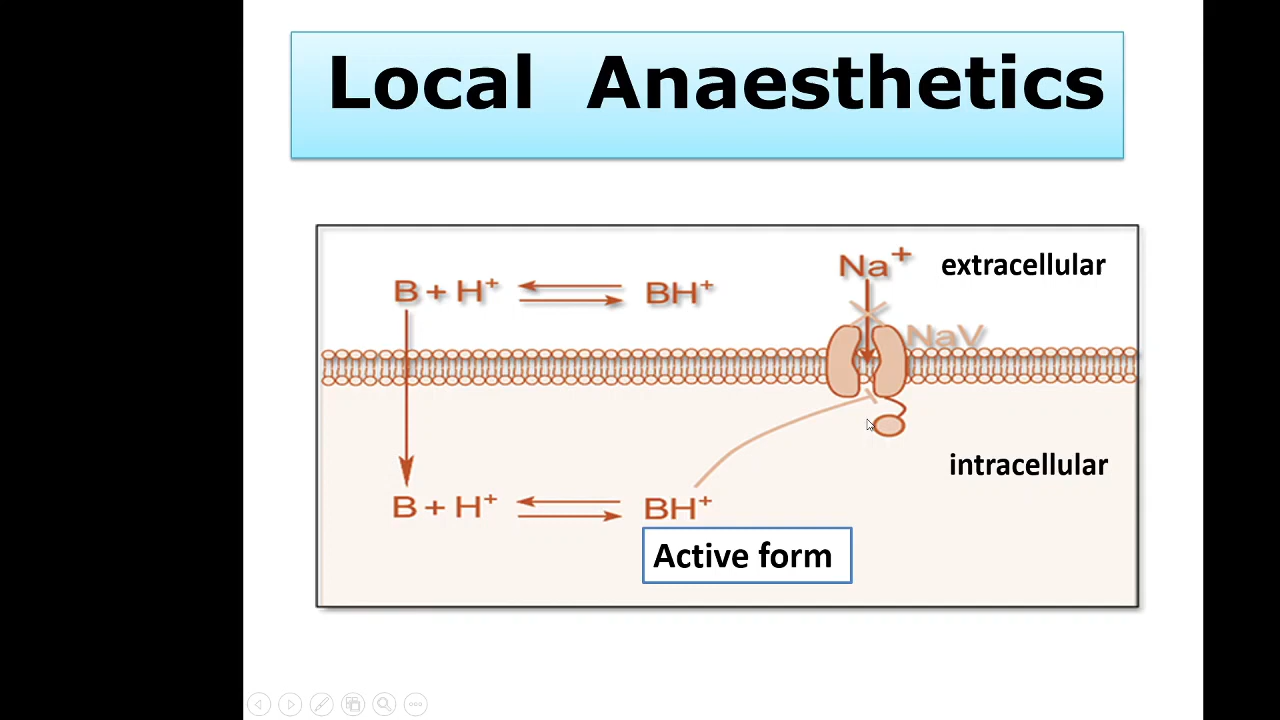 Local Anaesthetics
Na+ extracellular
B + H+ BH+
NaV
intracellular
B + H+ BH+
Active form